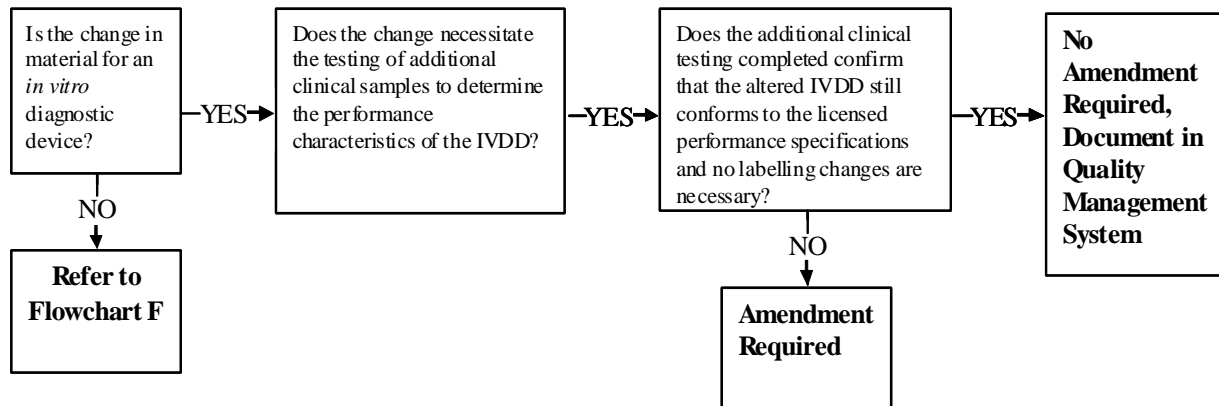 Is the change in
material for an
in vitro
diagnostic
device?
YES
Does the change necessitate
the testing of additional
clinical samples to determine
the performance
characteristics of the IVDD?
YES
Does the additional clinical
testing completed confirm
that the altered IVDD still
conforms to the licensed
performance specifications
and no labelling changes are
necessary?
YES
No
Amendment
Required,
Document in
Quality
Management
System
NO
Refer to
Flowchart F
NO
Amendment
Required